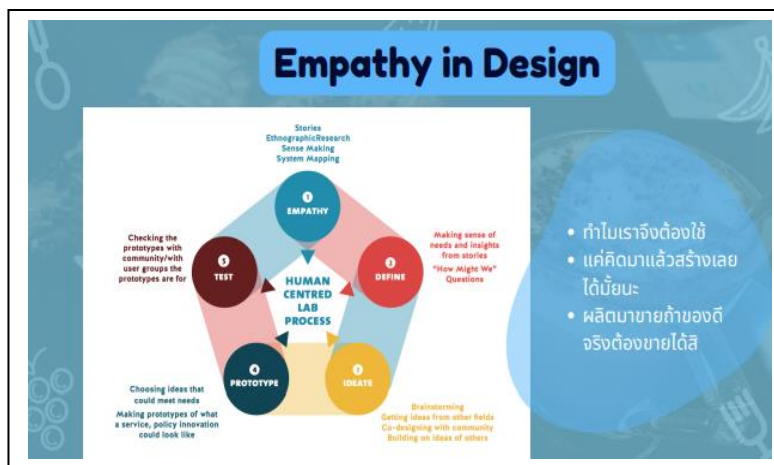 Empathy in Design
Stories
EthnographicResearch
Sense Making
System Mapping
1
EMPATHY
Making sense of
needs and insights
from stories
"How Might We"
Questions
2
DEFINE
Checking the
prototypes with
community/with
user groups the
prototypes are for
5
TEST
HUMAN
CENTRED
LAB
PROCESS
4
PROTOTYPE
3
IDEATE
Choosing ideas that
could meet needs
Making prototypes of what
a service, policy innovation
could look like
Brainstorming
Getting ideas from other fields
Co-designing with community
Building on ideas of others
• ทำไมเราจึงต้องใช้
• แค่คิดมาแล้วสร้างเลย
ได้มั้ยนะ
• ผลิตมาขายถ้าของดี
จริงต้องขายได้สิ